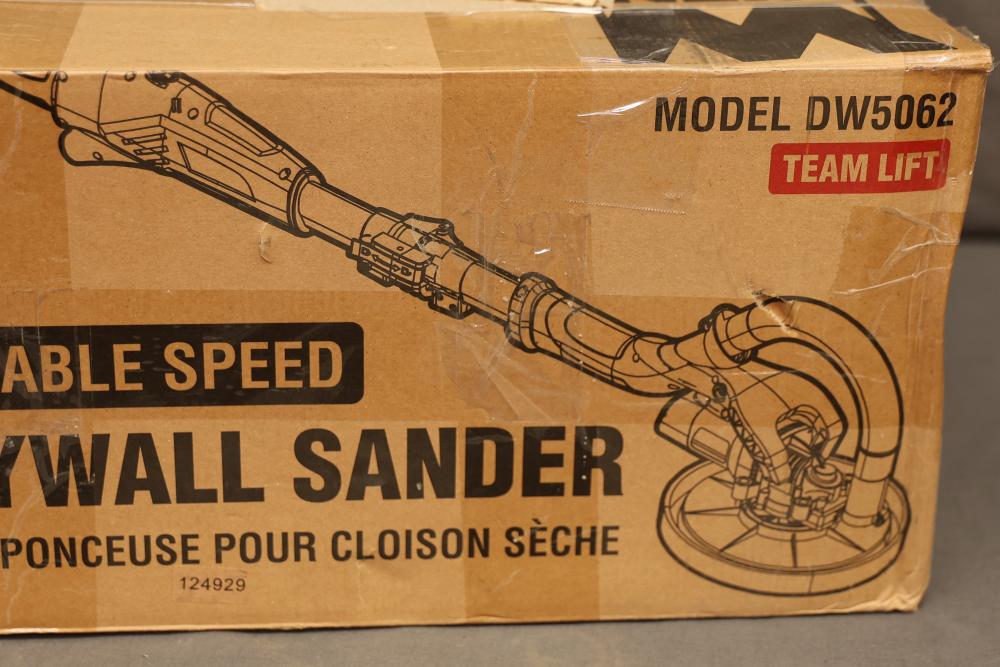 MODEL DW5062
TEAM LIFT
ABLE SPEED
YWALL SANDER
PONCEUSE POUR CLOISON SÈCHE
124929